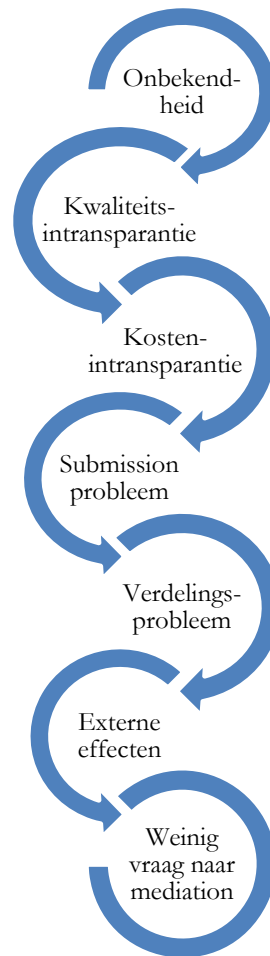 Onbekend-
heid
Kwaliteits-
intransparantie
Kosten-
intransparantie
Submission
probleem
Verdelings-
probleem
Externe
effecten
Weinig
vraag naar
mediation